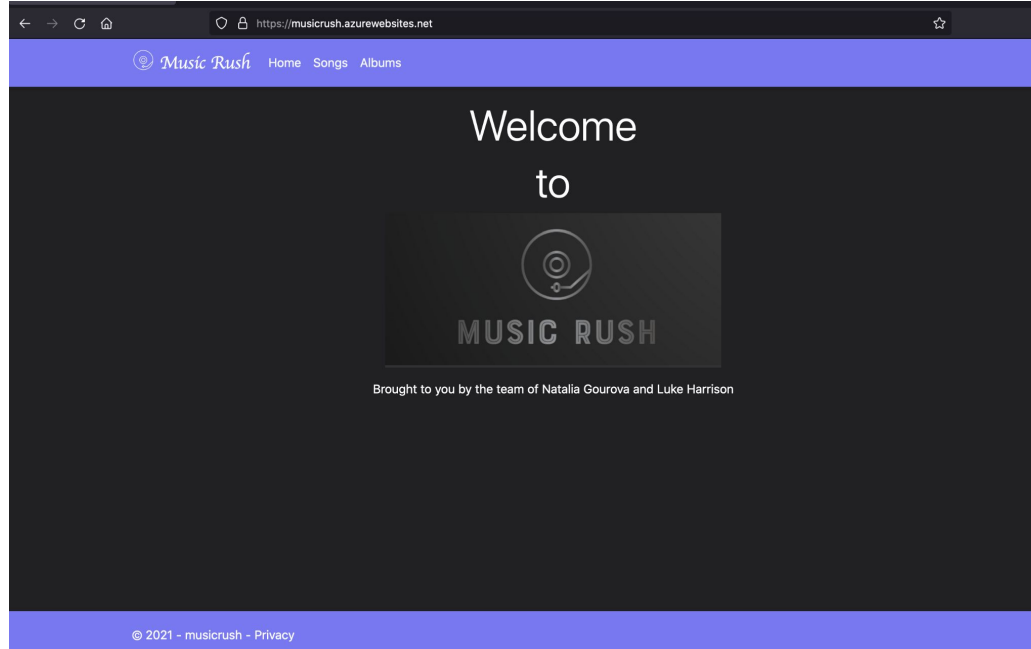 https://musicrush.azurewebsites.net
Music Rush Home Songs Albums
Welcome
to
MUSIC RUSH
Brought to you by the team of Natalia Gourova and Luke Harrison
© 2021 - musicrush - Privacy